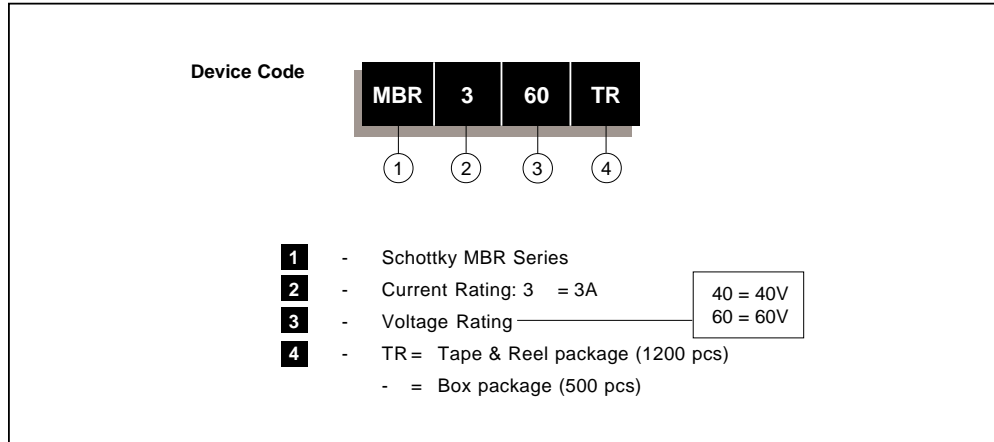 Device Code
MBR 3 60 TR
1 2 3 4
1 - Schottky MBR Series
2 - Current Rating: 3 = 3A
3 - Voltage Rating
40 = 40V
60 = 60V
4 - TR = Tape & Reel package (1200 pcs)
- = Box package (500 pcs)